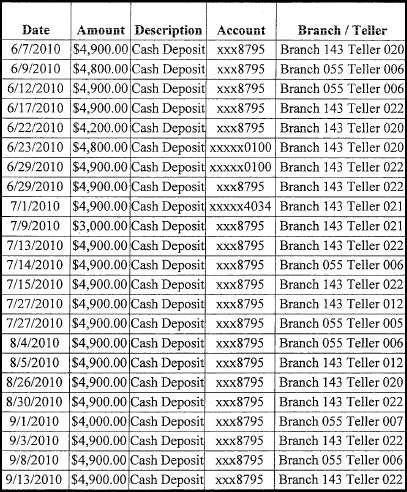 Date Amount Description Account Branch / Teller
6/7/2010 $4,900.00 Cash Deposit xxx8795 Branch 143 Teller 020
6/9/2010 $4,800.00 Cash Deposit xxx8795 Branch 055 Teller 006
6/12/2010 $4,900.00 Cash Deposit xxx8795 Branch 055 Teller 006
6/17/2010 $4,900.00 Cash Deposit xxx8795 Branch 143 Teller 022
6/22/2010 $4,200.00 Cash Deposit xxx8795 Branch 143 Teller 020
6/23/2010 $4,800.00 Cash Deposit xxxxx0100 Branch 143 Teller 020
6/29/2010 $4,900.00 Cash Deposit xxxxx0100 Branch 143 Teller 022
6/29/2010 $4,900.00 Cash Deposit xxx8795 Branch 143 Teller 022
7/1/2010 $4,900.00 Cash Deposit xxxxx4034 Branch 143 Teller 021
7/9/2010 $3,000.00 Cash Deposit xxx8795 Branch 143 Teller 021
7/13/2010 $4,900.00 Cash Deposit xxx8795 Branch 143 Teller 022
7/14/2010 $4,900.00 Cash Deposit xxx8795 Branch 055 Teller 006
7/15/2010 $4,900.00 Cash Deposit xxx8795 Branch 143 Teller 022
7/27/2010 $4,900.00 Cash Deposit xxx8795 Branch 143 Teller 012
7/27/2010 $4,900.00 Cash Deposit xxx8795 Branch 055 Teller 005
8/4/2010 $4,900.00 Cash Deposit xxx8795 Branch 055 Teller 006
8/5/2010 $4,900.00 Cash Deposit xxx8795 Branch 143 Teller 012
8/26/2010 $4,900.00 Cash Deposit xxx8795 Branch 143 Teller 020
8/30/2010 $4,900.00 Cash Deposit xxx8795 Branch 143 Teller 022
9/1/2010 $4,000.00 Cash Deposit xxx8795 Branch 055 Teller 007
9/3/2010 $4,900.00 Cash Deposit xxx8795 Branch 143 Teller 022
9/8/2010 $4,900.00 Cash Deposit xxx8795 Branch 055 Teller 006
9/13/2010 $4,900.00 Cash Deposit xxx8795 Branch 143 Teller 022